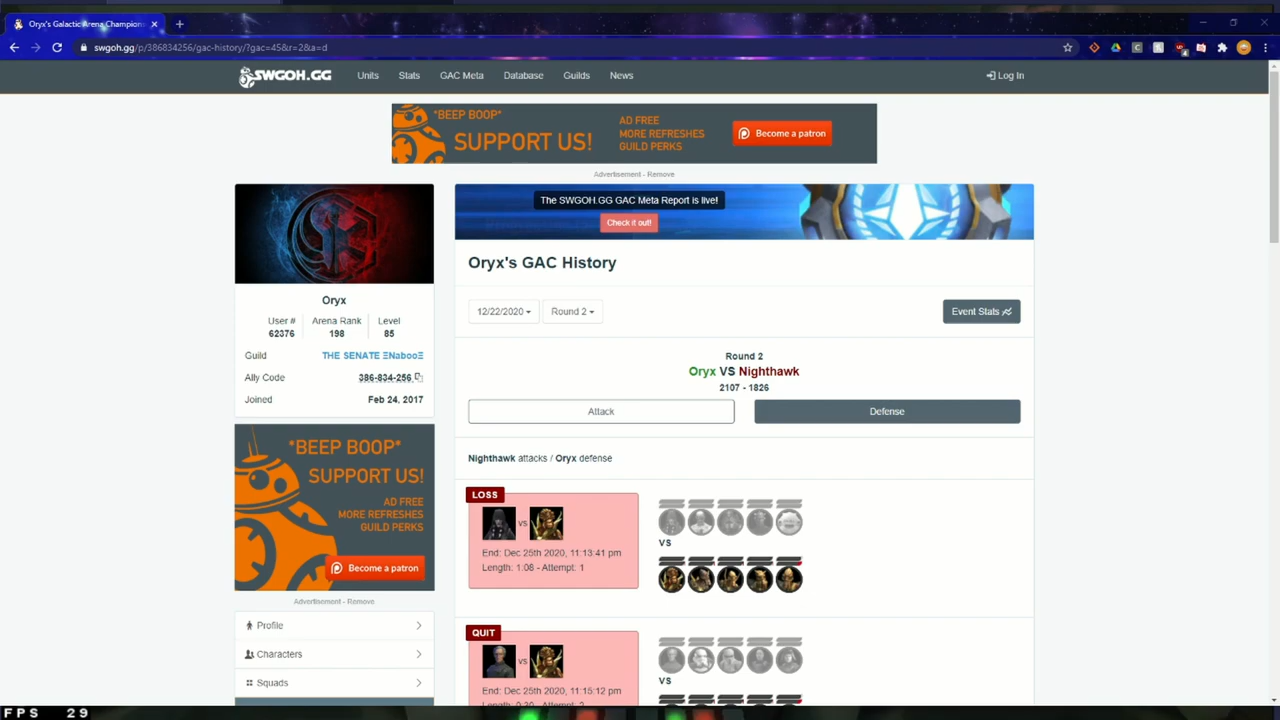 Oryx's Galactic Arena Champions
swgoh.gg/p/386834256/gac-history/?gac=45&r=2&a=d
SWGOH.GG
Units
Stats
GAC Meta
Database
Guilds
News
Log In
*BEEP BOOP*
SUPPORT US!
AD FREE
MORE REFRESHES
GUILD PERKS
Become a patron
Advertisement - Remove
The SWGOH.GG GAC Meta Report is live!
Check it out!
Oryx
User #
62376
Arena Rank
198
Level
85
Guild
THE SENATE ΞNabooΞ
Ally Code
386-834-256
Joined
Feb 24, 2017
*BEEP BOOP*
SUPPORT US!
AD FREE
MORE REFRESHES
GUILD PERKS
Become a patron
Advertisement - Remove
Profile
Characters
Squads
Oryx's GAC History
12/22/2020
Round 2
Event Stats
Round 2
Oryx VS Nighthawk
2107 - 1826
Attack
Defense
Nighthawk attacks / Oryx defense
LOSS
vs
End: Dec 25th 2020, 11:13:41 pm
Length: 1:08 - Attempt: 1
VS
QUIT
vs
End: Dec 25th 2020, 11:15:12 pm
VS
FPS 29